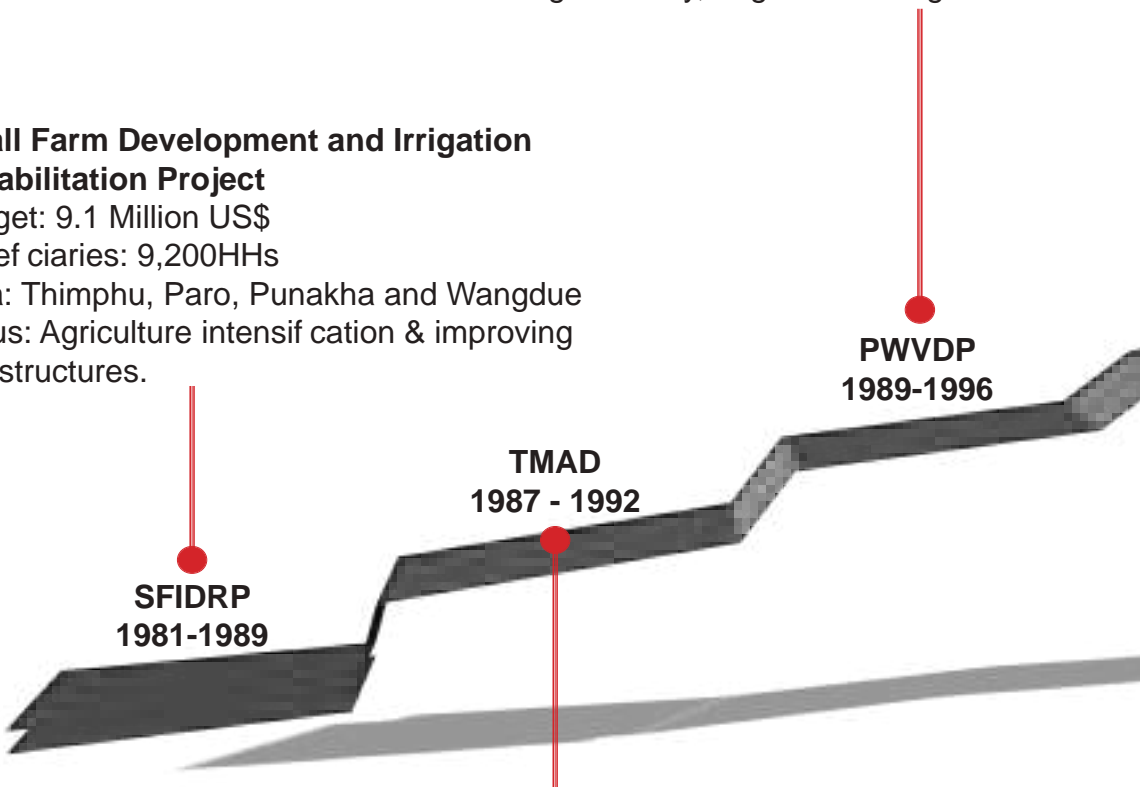 all Farm Development and Irrigation
abilitation Project
get: 9.1 Million US$
ef ciaries: 9,200HHs
a: Thimphu, Paro, Punakha and Wangdue
us: Agriculture intensif cation & improving
structures.
PWVDP
1989-1996
TMAD
1987 - 1992
SFIDRP
1981-1989